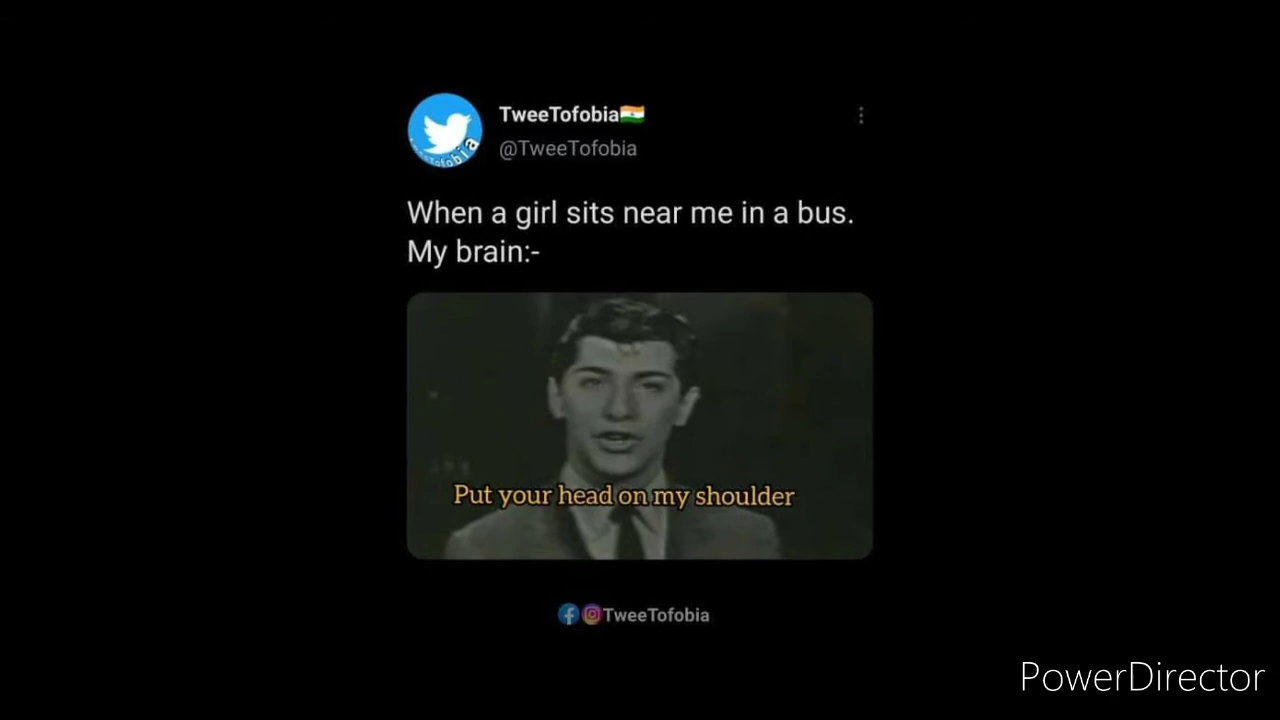 TweeTofobia🇮🇳
@TweeTofobia
TweeTofobia
When a girl sits near me in a bus.
My brain:-
Put your head on my shoulder
TweeTofobia
PowerDirector